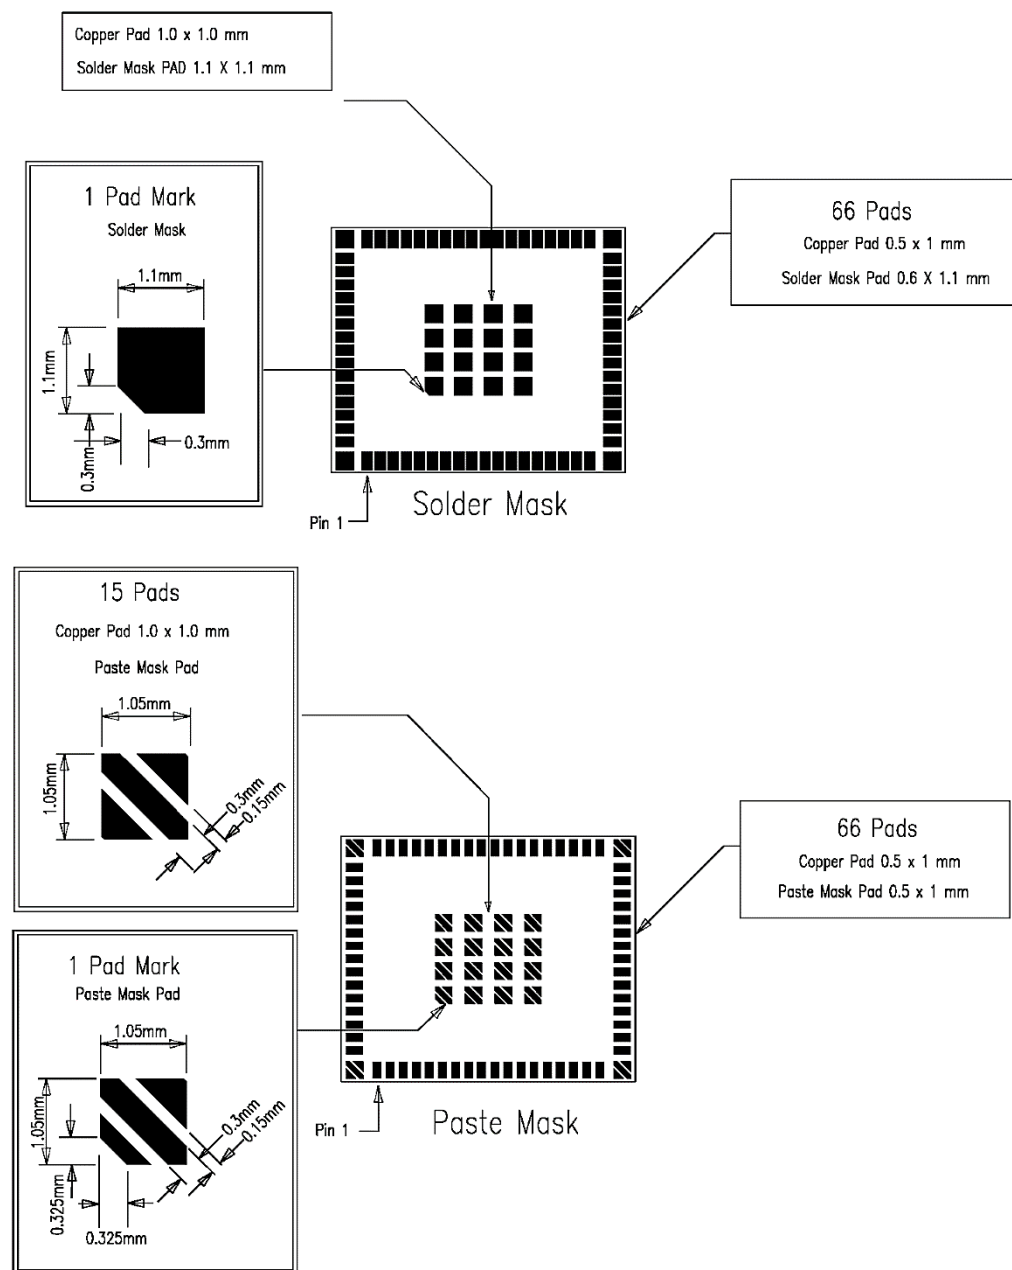 Copper Pad 1.0 x 1.0 mm
Solder Mask PAD 1.1 X 1.1 mm
1 Pad Mark
Solder Mask
1.1mm
1.1mm
0.3mm
0.3mm
66 Pads
Copper Pad 0.5 x 1 mm
Solder Mask Pad 0.6 X 1.1 mm
Pin 1
Solder Mask
15 Pads
Copper Pad 1.0 x 1.0 mm
Paste Mask Pad
1.05mm
1.05mm
0.3mm
0.15mm
66 Pads
Copper Pad 0.5 x 1 mm
Paste Mask Pad 0.5 x 1 mm
1 Pad Mark
Paste Mask Pad
1.05mm
1.05mm
0.3mm
0.15mm
0.325mm
0.325mm
Pin 1
Paste Mask